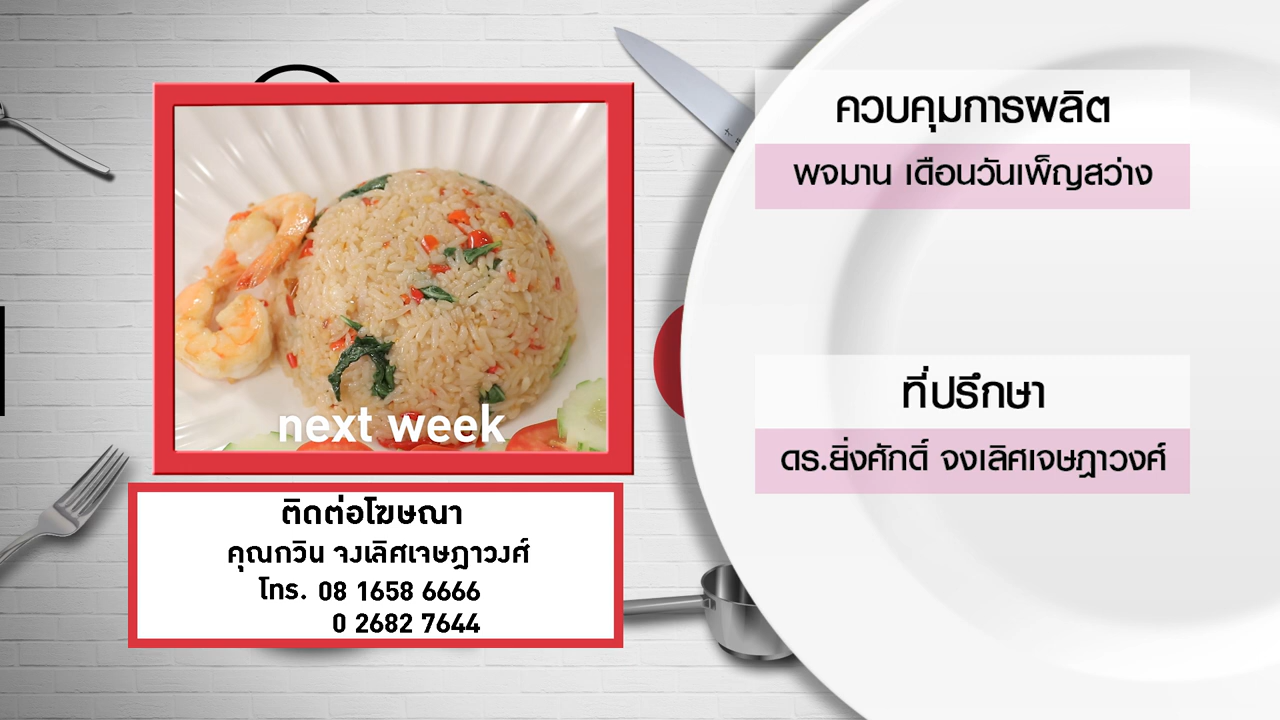 next week
ติดต่อโฆษณา
คุณกวิน จงเลิศเจษฎาวงศ์
โทร. 08 1658 6666
0 2682 7644
ควบคุมการผลิต
พจมาน เดือนวันเพ็ญสว่าง
ที่ปรึกษา
ดร.ยิ่งศักดิ์ จงเลิศเจษฎาวงศ์